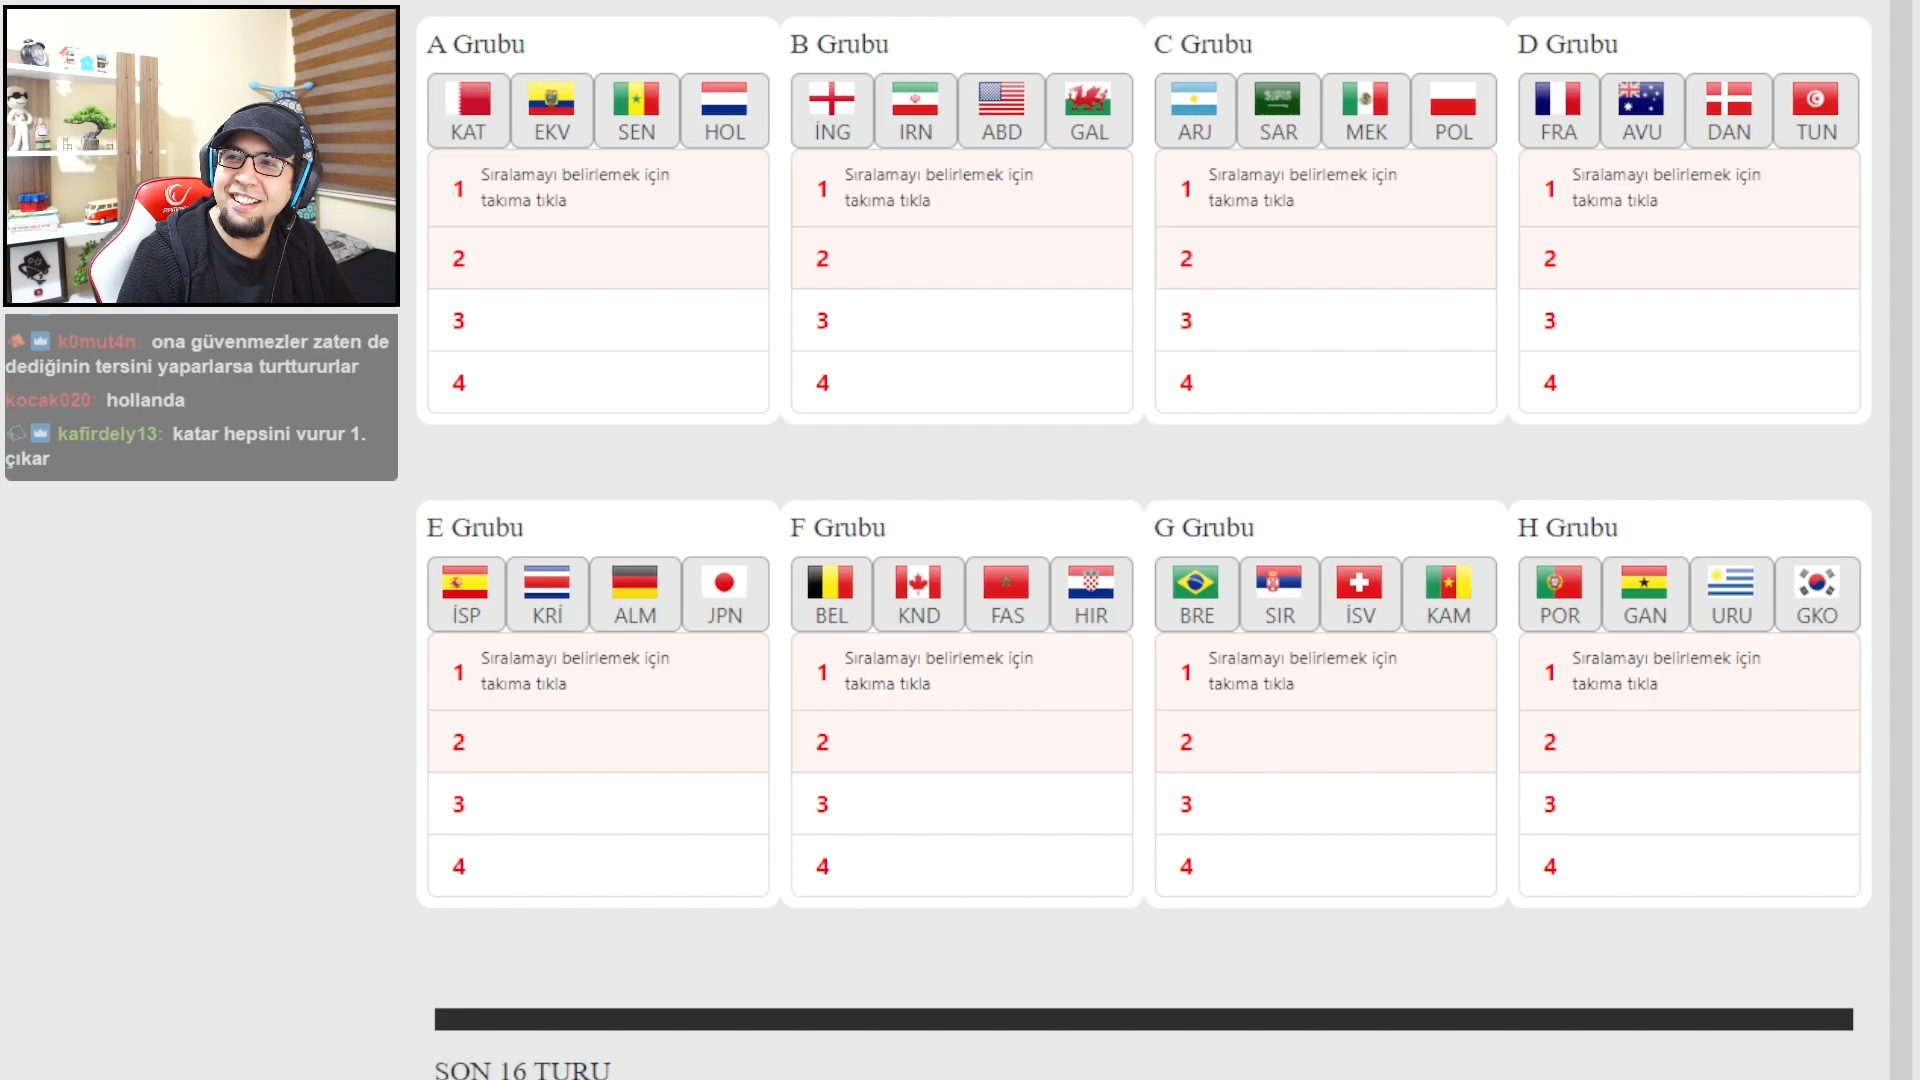 k0mut4n: ona güvenmezler zaten de
dediğinin tersini yaparlarsa turttururlar
kocak020: hollanda
kafirdely13: katar hepsini vurur 1.
çıkar
A Grubu
KAT EKV SEN HOL
1 Sıralamayı belirlemek için
takıma tıkla
2
3
4
B Grubu
İNG IRN ABD GAL
1 Sıralamayı belirlemek için
takıma tıkla
2
3
4
C Grubu
ARJ SAR MEK POL
1 Sıralamayı belirlemek için
takıma tıkla
2
3
4
D Grubu
FRA AVU DAN TUN
1 Sıralamayı belirlemek için
takıma tıkla
2
3
4
E Grubu
İSP KRİ ALM JPN
1 Sıralamayı belirlemek için
takıma tıkla
2
3
4
F Grubu
BEL KND FAS HIR
1 Sıralamayı belirlemek için
takıma tıkla
2
3
4
G Grubu
BRE SIR İSV KAM
1 Sıralamayı belirlemek için
takıma tıkla
2
3
4
H Grubu
POR GAN URU GKO
1 Sıralamayı belirlemek için
takıma tıkla
2
3
4
SON 16 TURU